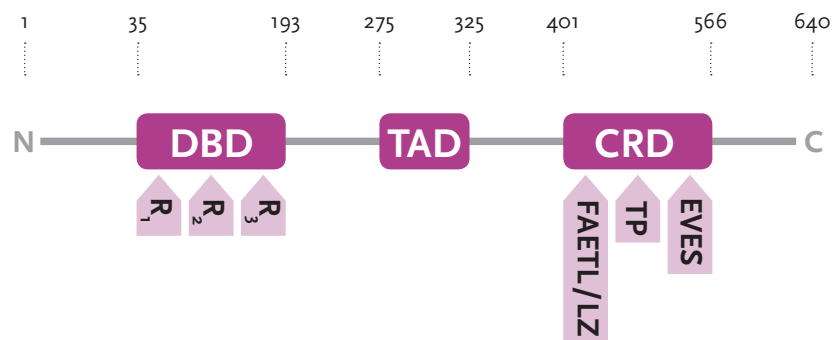 1 35 193 275 325 401 566 640
N DBD TAD CRD C
R1 R2 R3 FAETL/LZ TP EVES